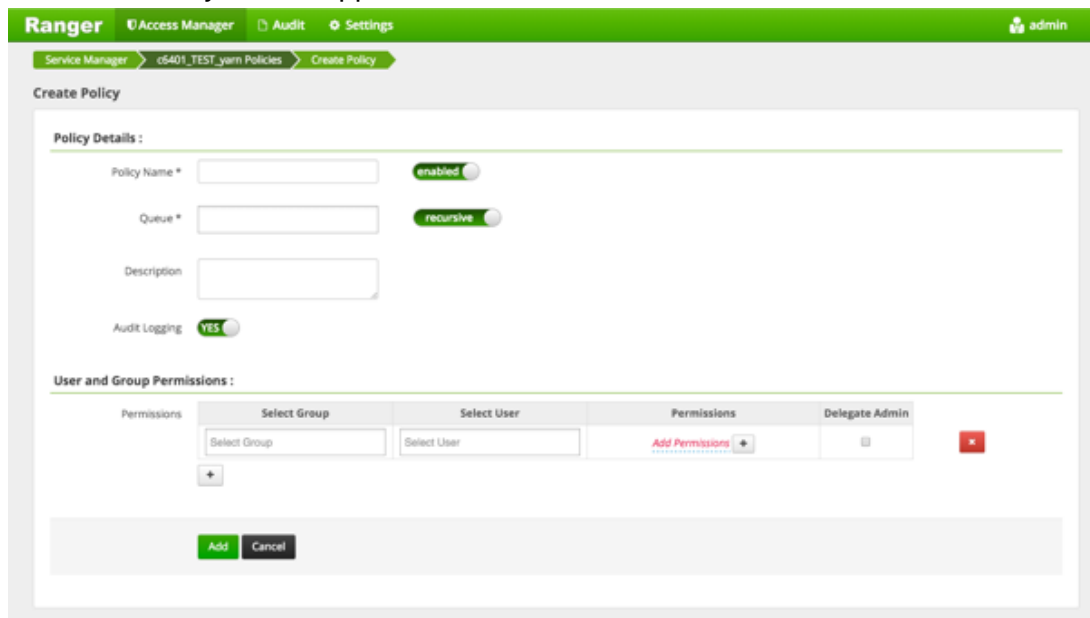 Ranger Access Manager Audit Settings admin
Service Manager c6401_TEST_yarn Policies Create Policy
Create Policy
Policy Details :
Policy Name * enabled
Queue * recursive
Description
Audit Logging YES
User and Group Permissions :
Permissions Select Group Select User Permissions Delegate Admin
Select Group Select User Add Permissions +
+
Add Cancel